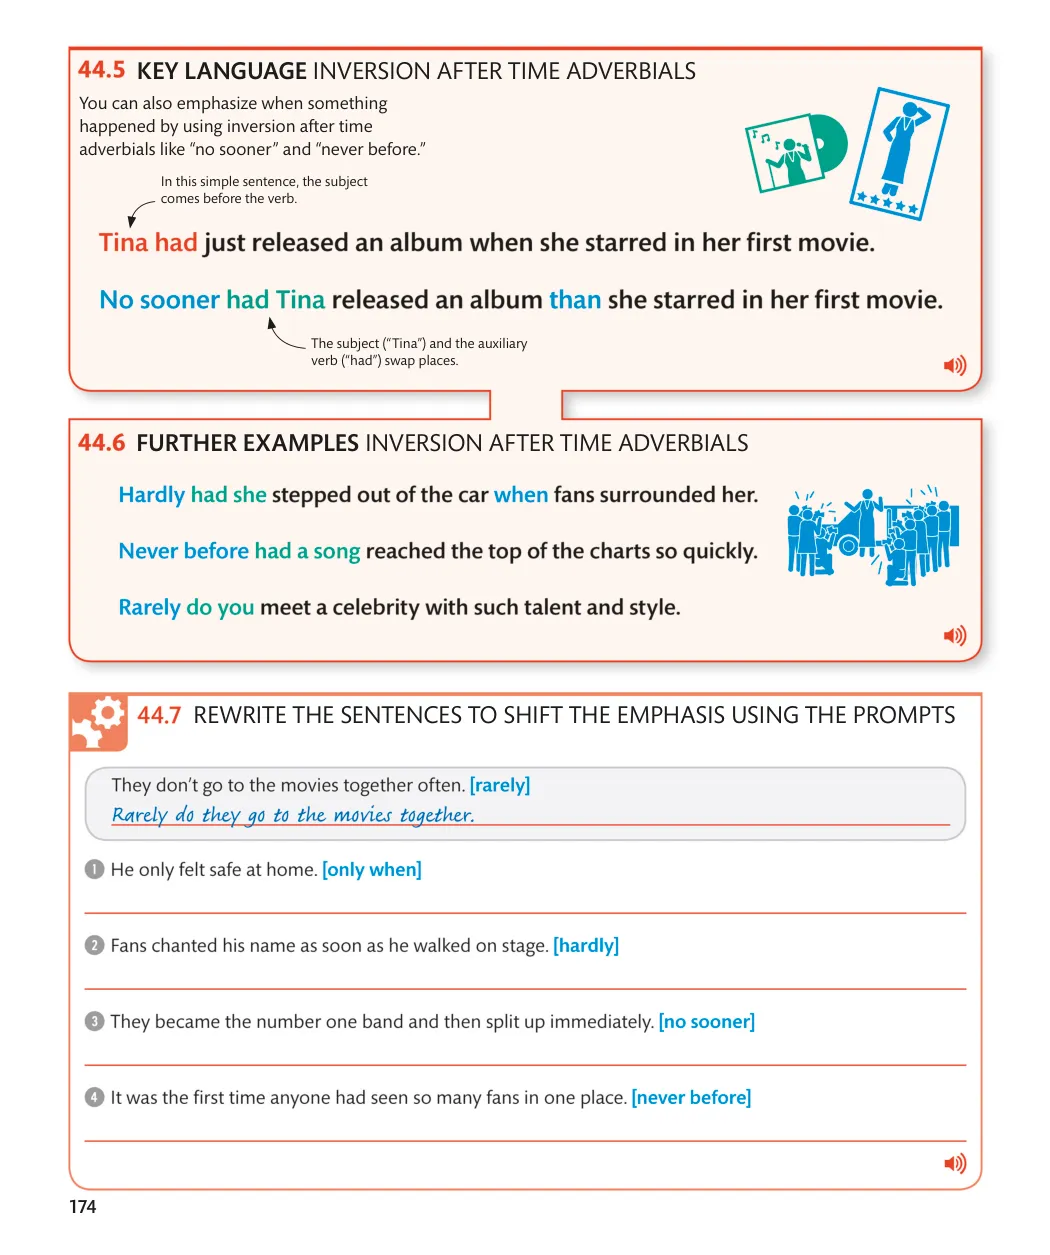 44.5 KEY LANGUAGE INVERSION AFTER TIME ADVERBIALS
You can also emphasize when something
happened by using inversion after time
adverbials like “no sooner” and “never before.”
In this simple sentence, the subject
comes before the verb.
Tina had just released an album when she starred in her first movie.
No sooner had Tina released an album than she starred in her first movie.
The subject (“Tina”) and the auxiliary
verb (“had”) swap places.
44.6 FURTHER EXAMPLES INVERSION AFTER TIME ADVERBIALS
Hardly had she stepped out of the car when fans surrounded her.
Never before had a song reached the top of the charts so quickly.
Rarely do you meet a celebrity with such talent and style.
44.7 REWRITE THE SENTENCES TO SHIFT THE EMPHASIS USING THE PROMPTS
They don’t go to the movies together often. [rarely]
Rarely do they go to the movies together.
1 He only felt safe at home. [only when]
2 Fans chanted his name as soon as he walked on stage. [hardly]
3 They became the number one band and then split up immediately. [no sooner]
4 It was the first time anyone had seen so many fans in one place. [never before]
174